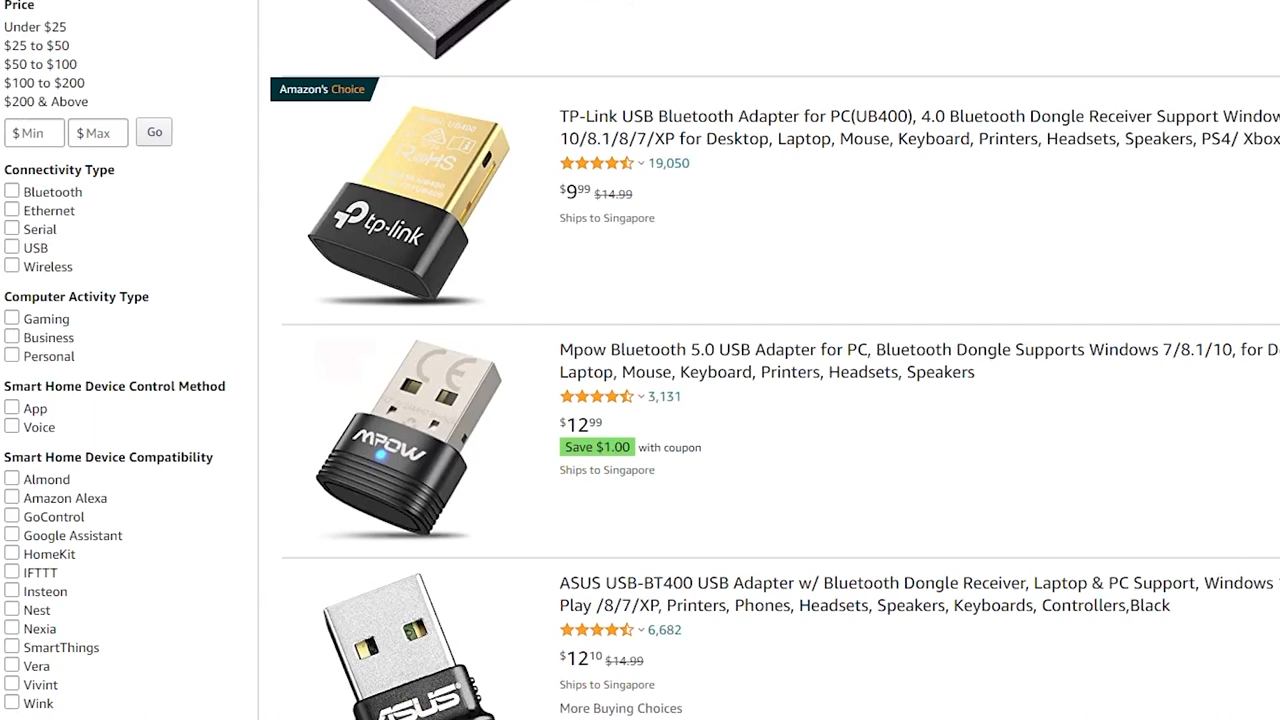 Price
Under $25
$25 to $50
$50 to $100
$100 to $200
$200 & Above
$ Min $ Max Go
Connectivity Type
Bluetooth
Ethernet
Serial
USB
Wireless
Computer Activity Type
Gaming
Business
Personal
Smart Home Device Control Method
App
Voice
Smart Home Device Compatibility
Almond
Amazon Alexa
GoControl
Google Assistant
HomeKit
IFTTT
Insteon
Nest
Nexia
SmartThings
Vera
Vivint
Wink
Amazon's Choice
RoHS
tp-link
TP-Link USB Bluetooth Adapter for PC(UB400), 4.0 Bluetooth Dongle Receiver Support Window
10/8.1/8/7/XP for Desktop, Laptop, Mouse, Keyboard, Printers, Headsets, Speakers, PS4/ Xbox
19,050
$9.99 $14.99
Ships to Singapore
CE
MPOW
Mpow Bluetooth 5.0 USB Adapter for PC, Bluetooth Dongle Supports Windows 7/8.1/10, for D
Laptop, Mouse, Keyboard, Printers, Headsets, Speakers
3,131
$12.99
Save $1.00 with coupon
Ships to Singapore
ASUS
ASUS USB-BT400 USB Adapter w/ Bluetooth Dongle Receiver, Laptop & PC Support, Windows
Play /8/7/XP, Printers, Phones, Headsets, Speakers, Keyboards, Controllers,Black
6,682
$12.10 $14.99
Ships to Singapore
More Buying Choices